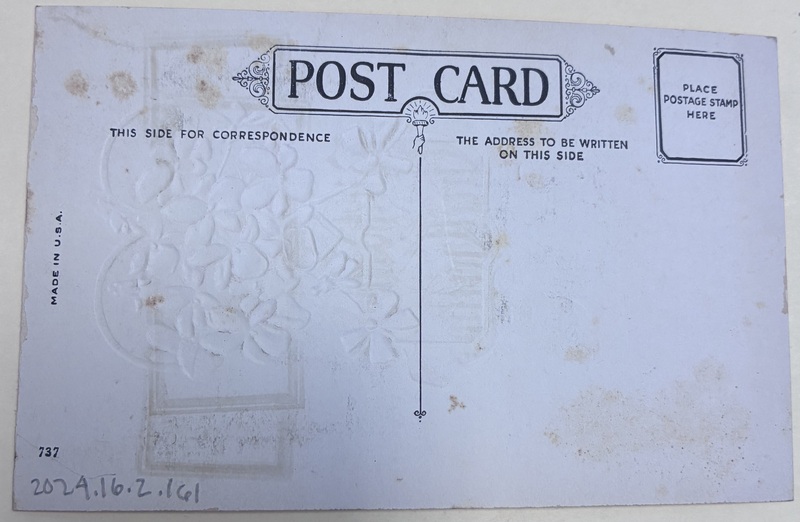 POST CARD
PLACE
POSTAGE STAMP
HERE
THIS SIDE FOR CORRESPONDENCE
THE ADDRESS TO BE WRITTEN
ON THIS SIDE
MADE IN U.S.A.
737
2024.16.2.161